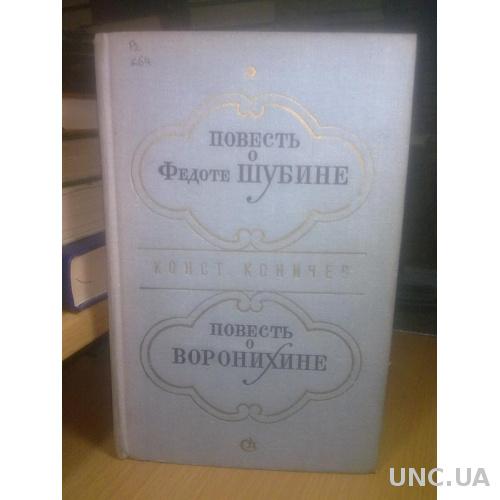 ПОВЕСТЬ
О
ФЕДОТЕ ШУБИНЕ
КОНСТ. КОНИЧЕВ
ПОВЕСТЬ
О
ВОРОНИХИНЕ
UNC.UA